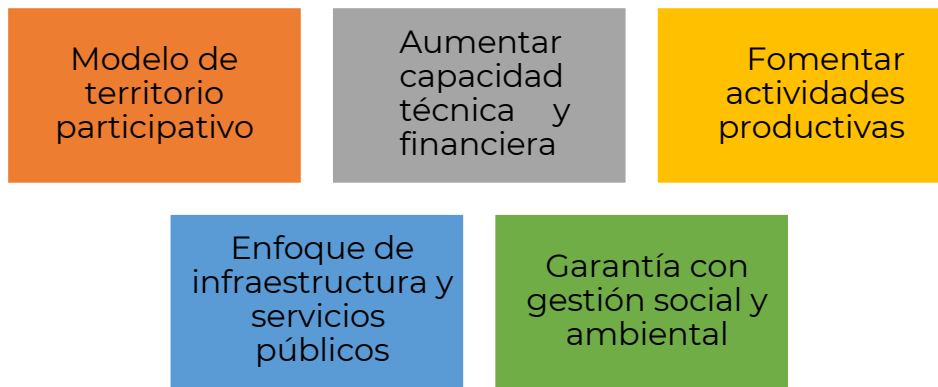 Modelo de
territorio
participativo
Aumentar
capacidad
técnica y
financiera
Fomentar
actividades
productivas
Enfoque de
infraestructura y
servicios
públicos
Garantía con
gestión social y
ambiental